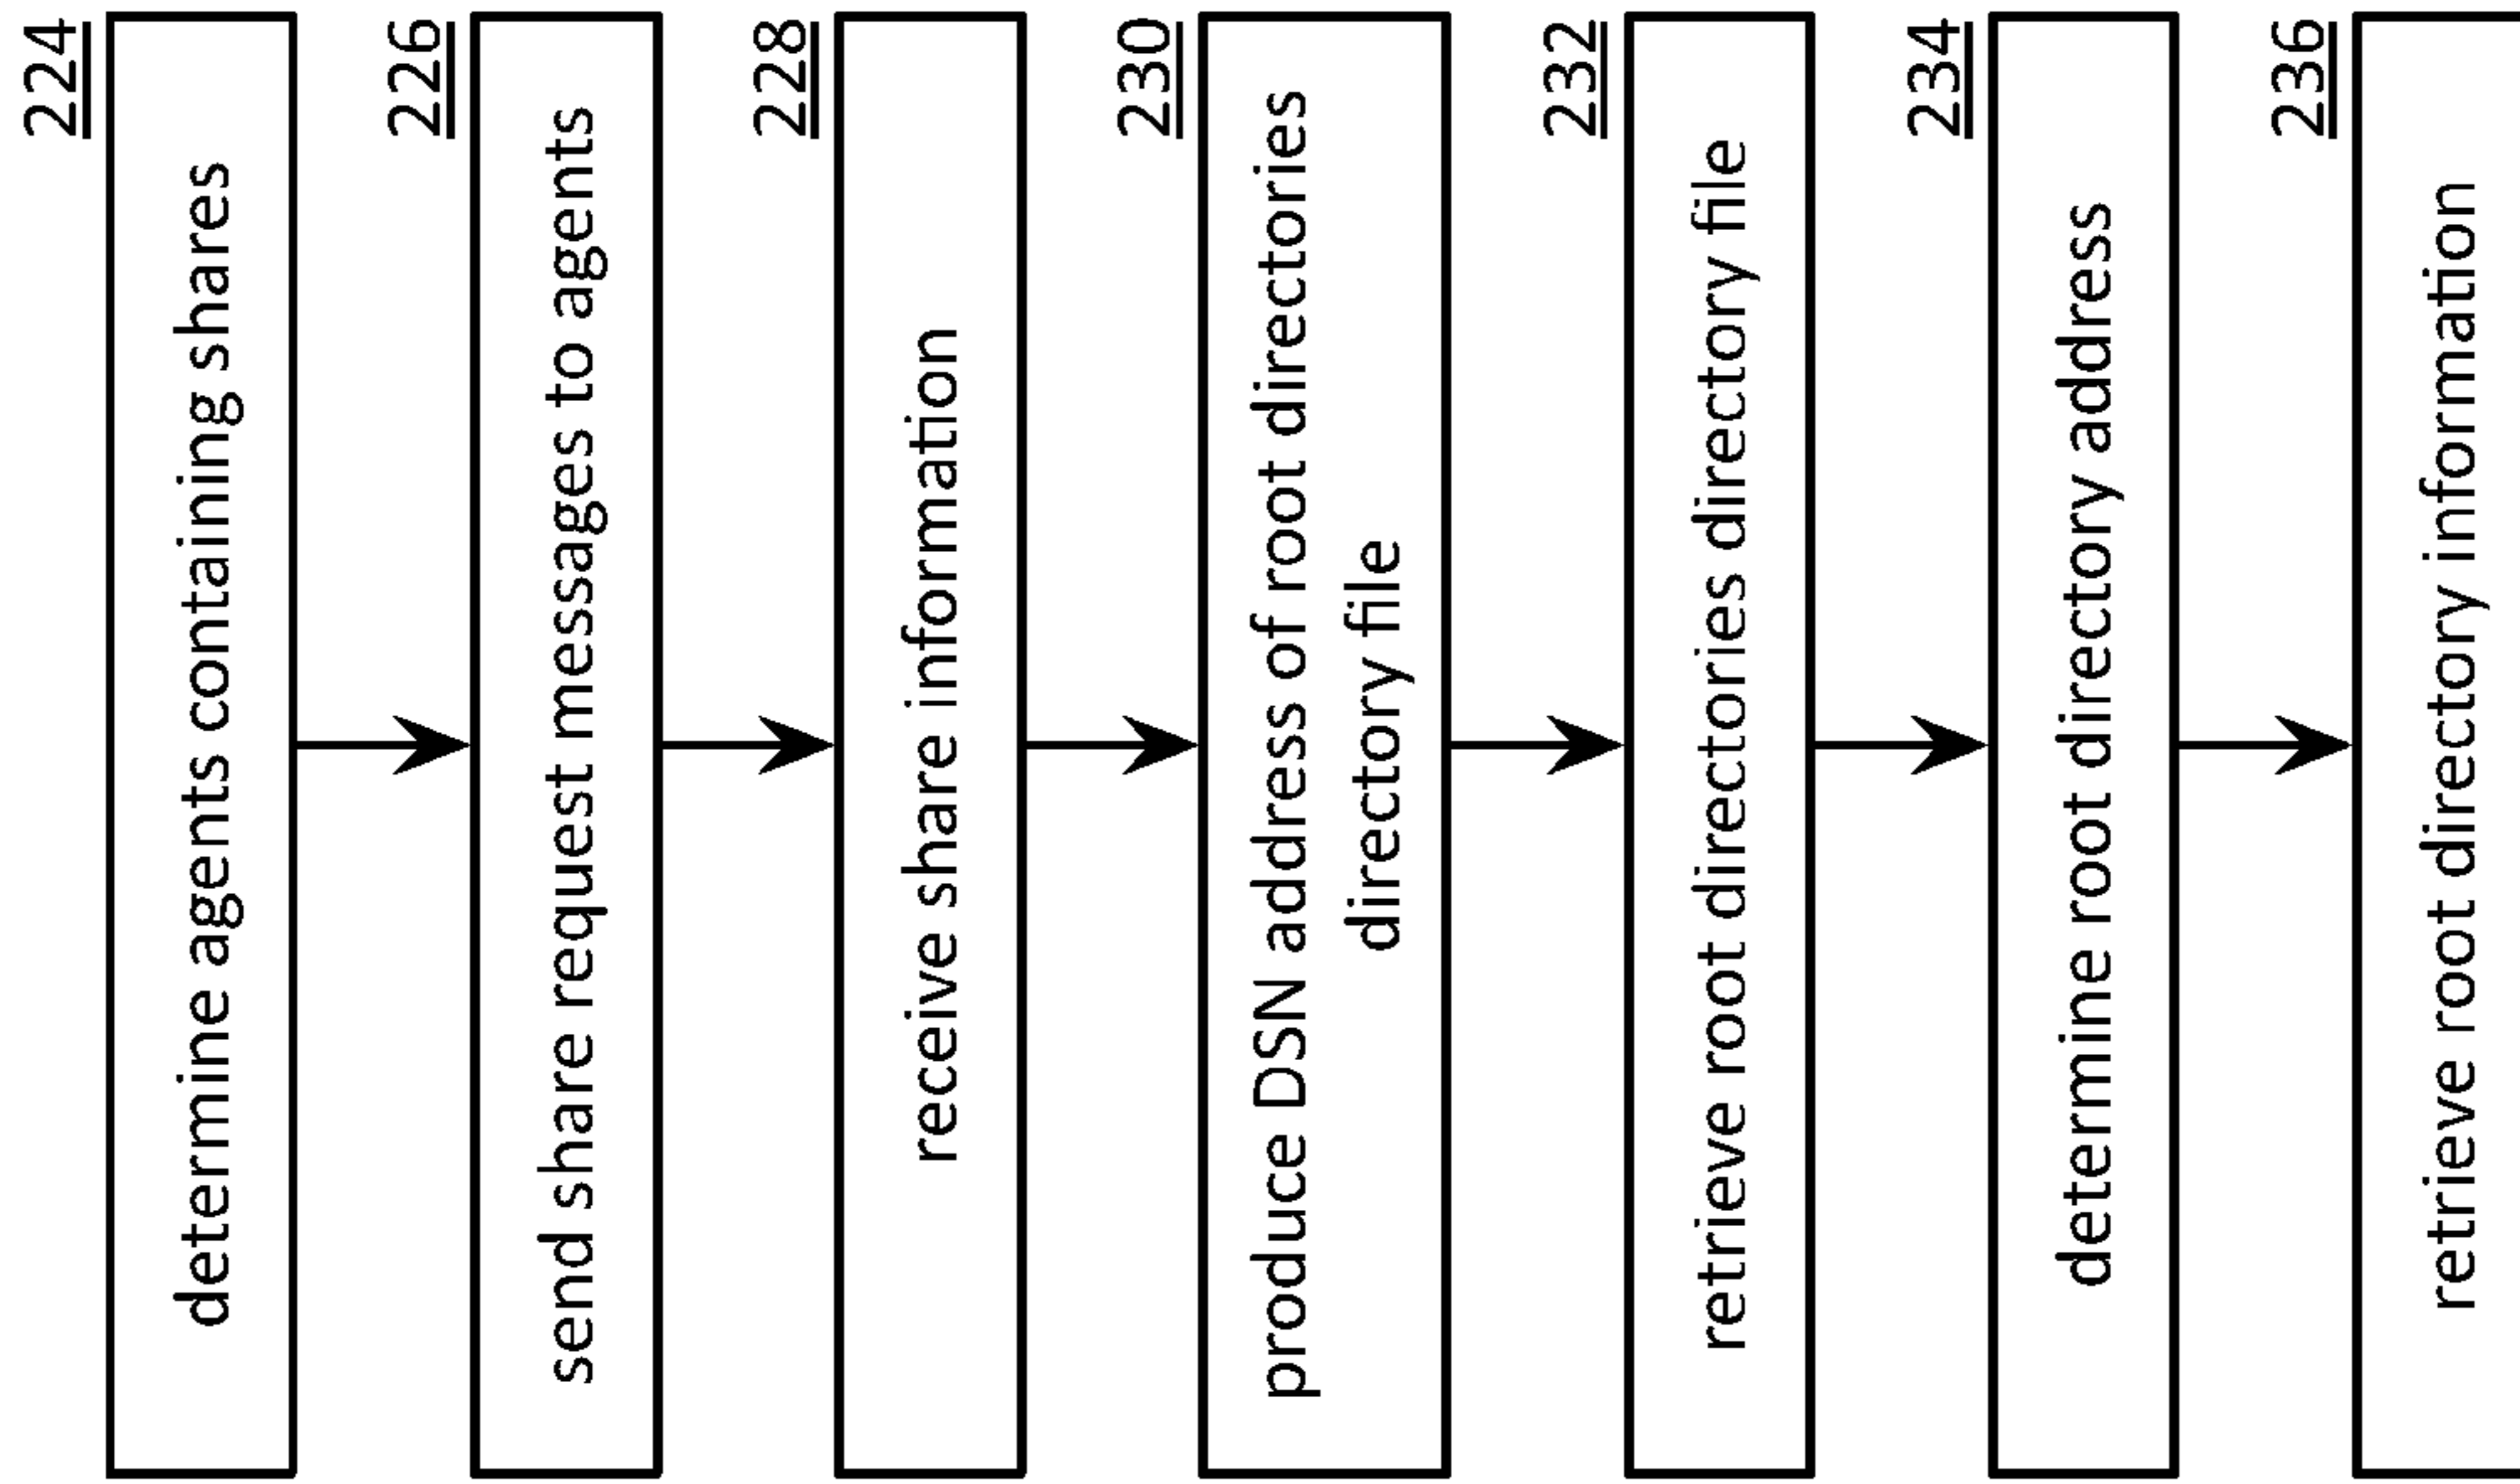 224
determine agents containing shares
226
send share request messages to agents
228
receive share information
230
produce DSN address of root directories
directory file
232
retrieve root directories directory file
234
determine root directory address
236
retrieve root directory information